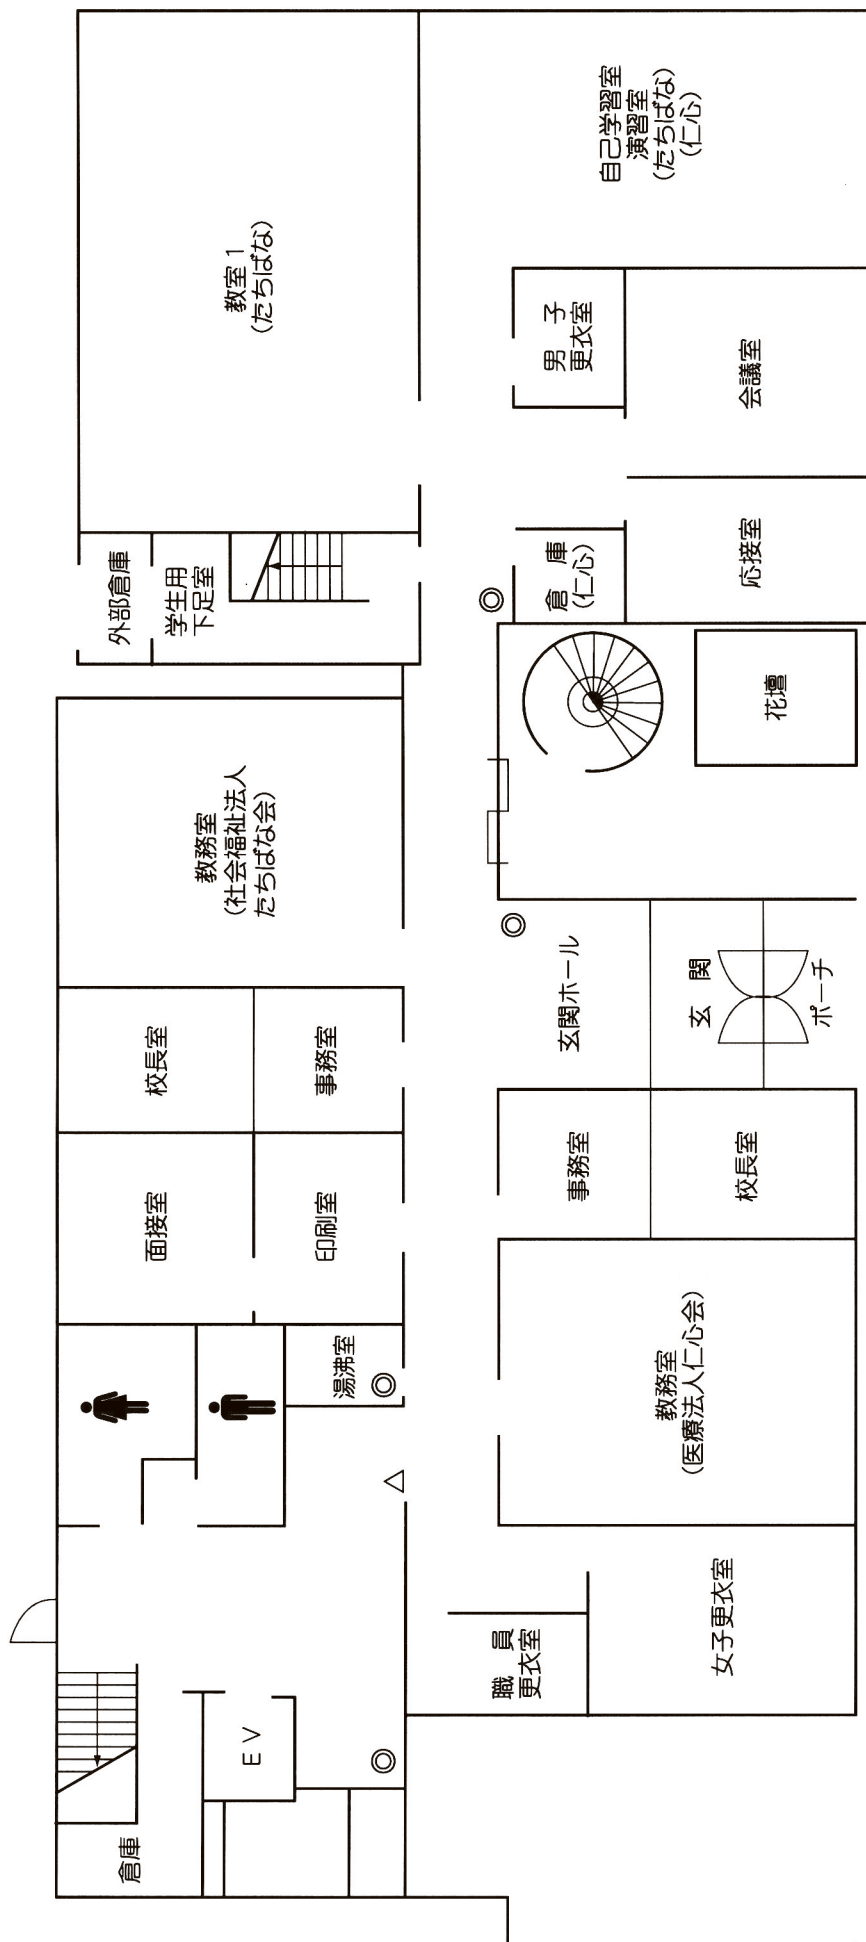 倉庫
EV
面接室
校長室
教務室
(社会福祉法人
たちばな会)
外部倉庫
学生用
下足室
教室1
(たちばな)
湯沸室
印刷室
事務室
職員
更衣室
女子更衣室
教務室
(医療法人仁心会)
事務室
校長室
玄関ホール
玄関
ポーチ
花壇
倉庫
(仁心)
応接室
男子
更衣室
会議室
自己学習室
演習室
(たちばな)
(仁心)